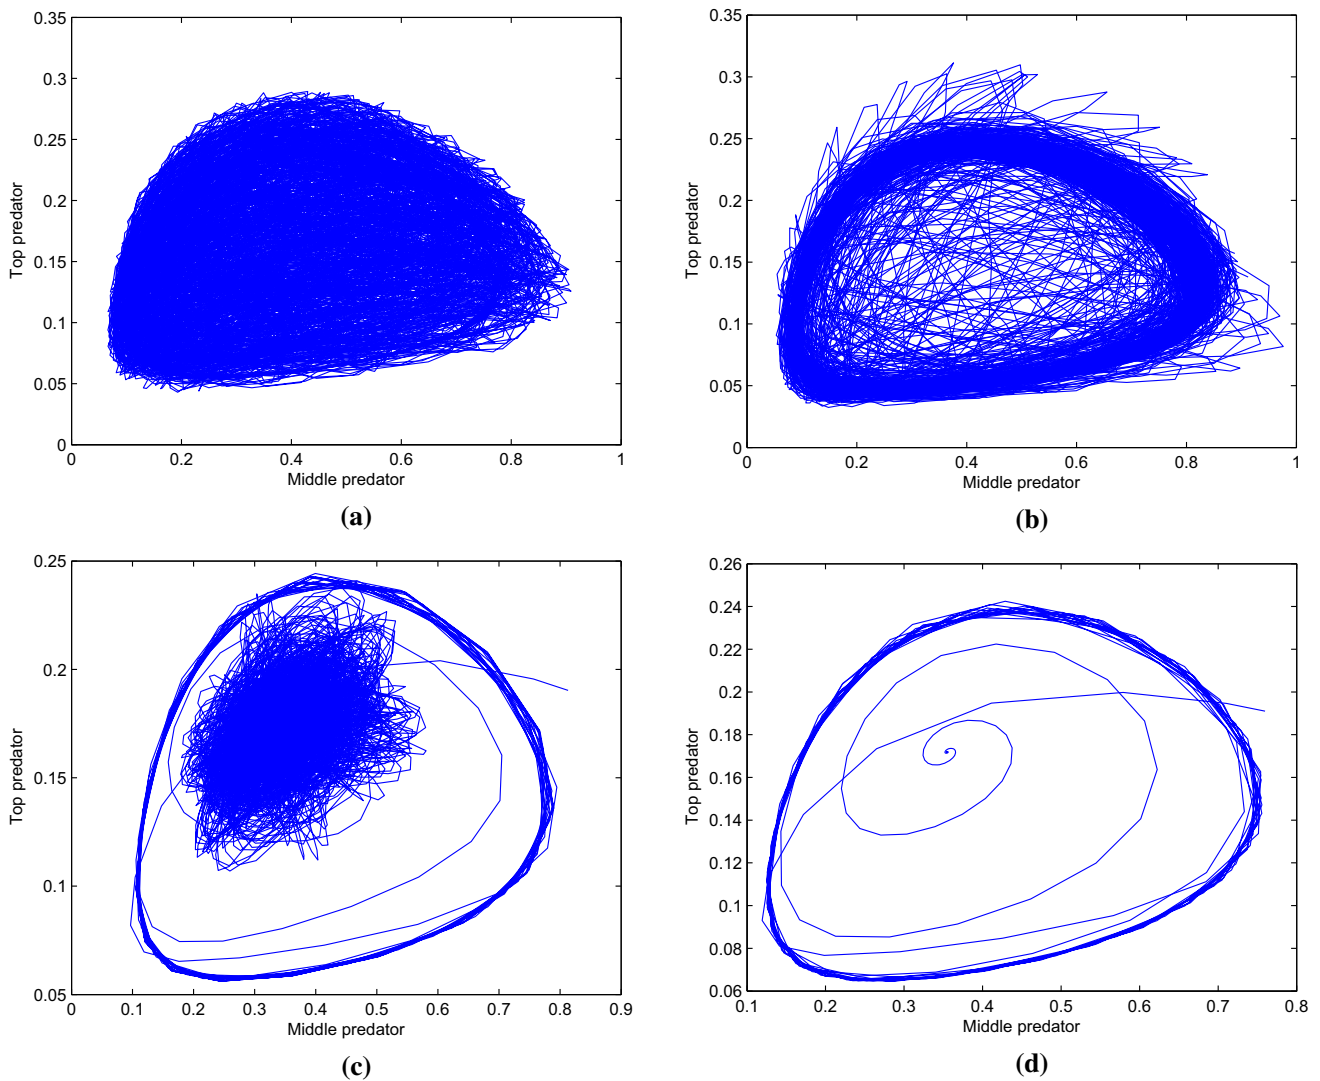 0.35
0.3
0.25
0.2
0.15
0.1
0.05
0
Top predator
0 0.2 0.4 0.6 0.8 1
Middle predator
(a)
0.35
0.3
0.25
0.2
0.15
0.1
0.05
0
Top predator
0 0.2 0.4 0.6 0.8 1
Middle predator
(b)
0.25
0.2
0.15
0.1
0.05
Top predator
0 0.1 0.2 0.3 0.4 0.5 0.6 0.7 0.8 0.9
Middle predator
(c)
0.26
0.24
0.22
0.2
0.18
0.16
0.14
0.12
0.1
0.08
0.06
Top predator
0.1 0.2 0.3 0.4 0.5 0.6 0.7 0.8
Middle predator
(d)